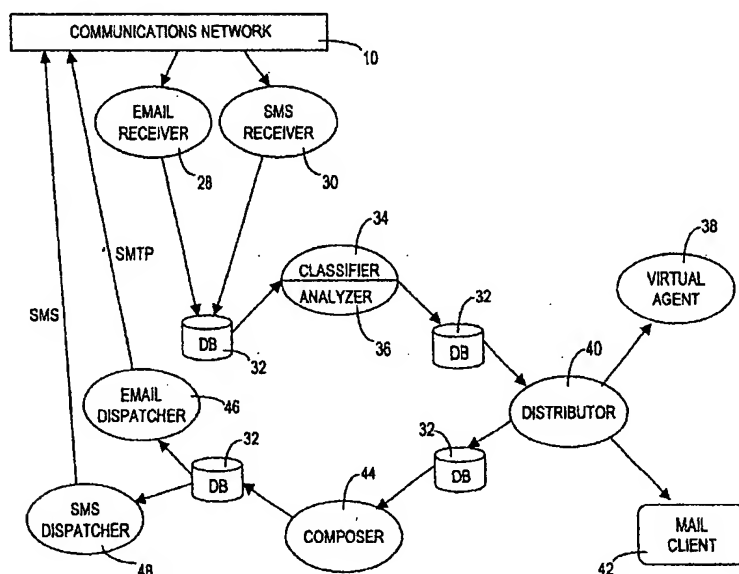 COMMUNICATIONS NETWORK
10
EMAIL
RECEIVER
28
SMS
RECEIVER
30
SMTP
SMS
34
CLASSIFIER
ANALYZER
36
38
VIRTUAL
AGENT
DB
32
32
DB
40
DISTRIBUTOR
EMAIL
DISPATCHER
46
32
DB
32
DB
44
COMPOSER
SMS
DISPATCHER
48
MAIL
CLIENT
42